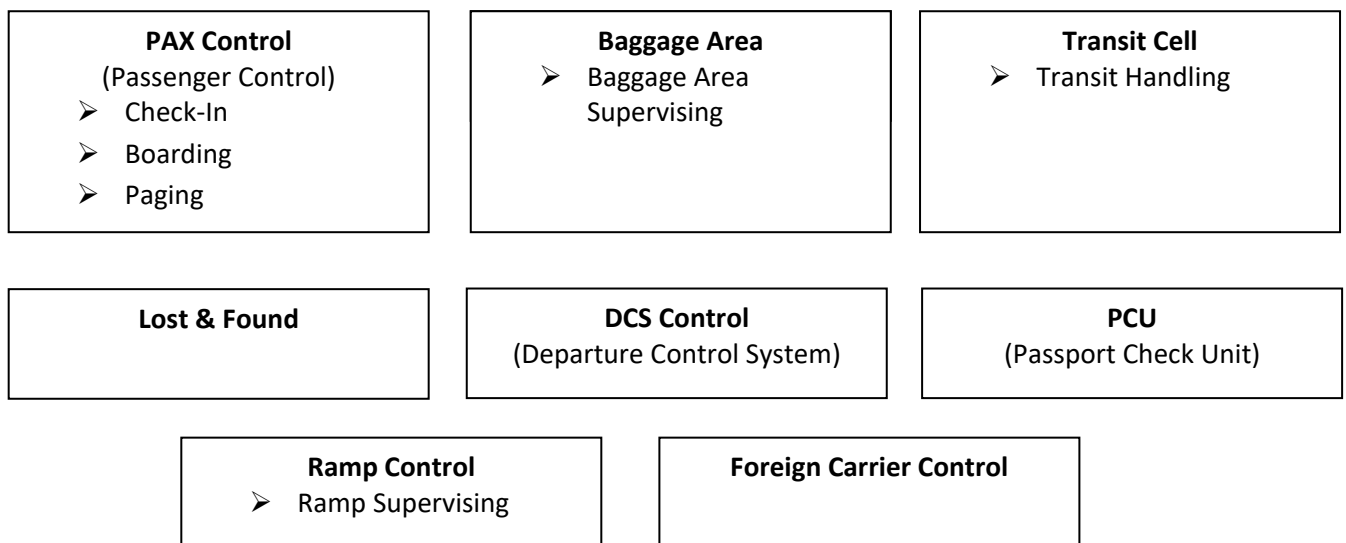 PAX Control
(Passenger Control)
➢ Check-In
➢ Boarding
➢ Paging
Baggage Area
➢ Baggage Area
Supervising
Transit Cell
➢ Transit Handling
Lost & Found
DCS Control
(Departure Control System)
PCU
(Passport Check Unit)
Ramp Control
➢ Ramp Supervising
Foreign Carrier Control